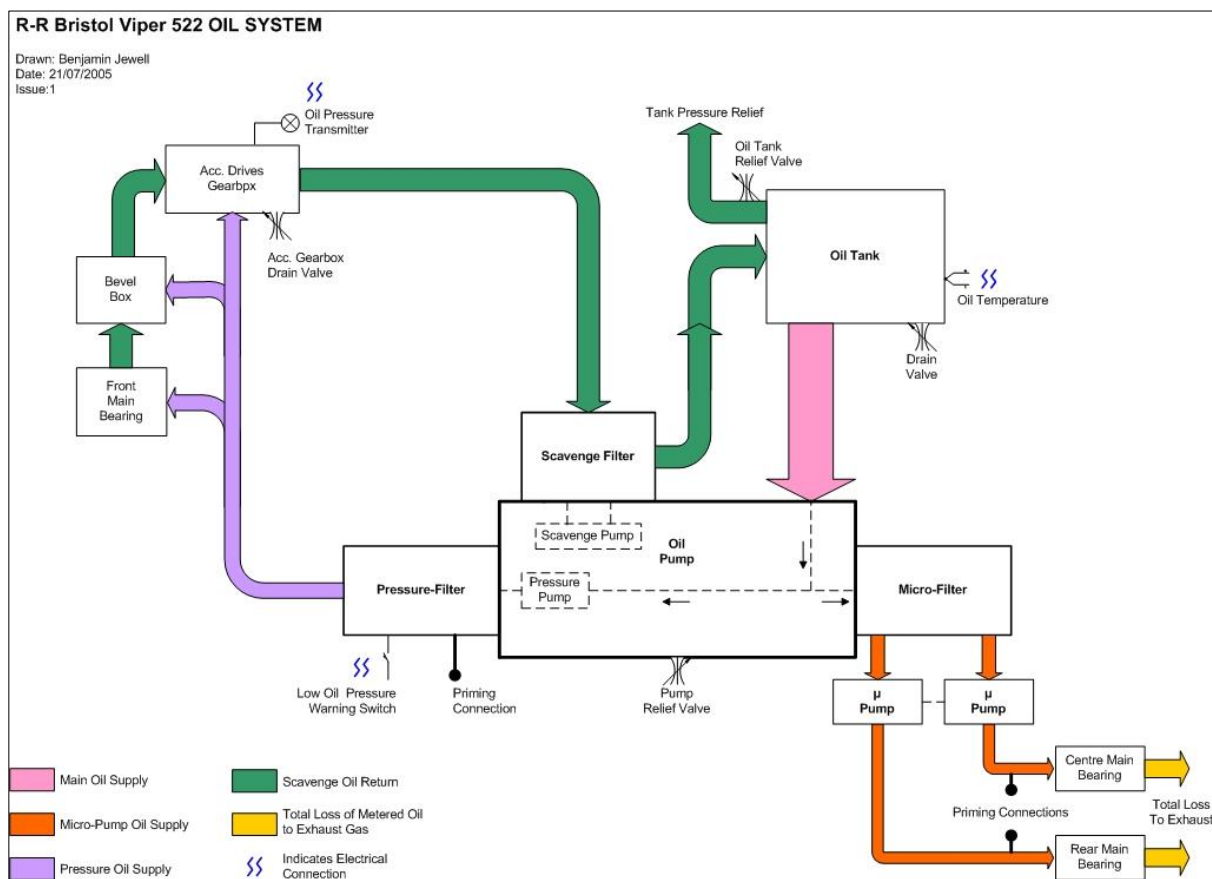 R-R Bristol Viper 522 OIL SYSTEM
Drawn: Benjamin Jewell
Date: 21/07/2005
Issue:1
Oil Pressure
Transmitter
Tank Pressure Relief
Oil Tank
Relief Valve
Acc. Drives
Gearbpx
Acc. Gearbox
Drain Valve
Oil Tank
Bevel
Box
Oil Temperature
Drain
Valve
Front
Main
Bearing
Scavenge Filter
Scavenge Pump
Oil
Pump
Pressure-Filter
Pressure
Pump
Micro-Filter
Low Oil Pressure
Warning Switch
Priming
Connection
Pump
Relief Valve
µ
Pump
µ
Pump
Centre Main
Bearing
Priming Connections
Total Loss
To Exhaust
Rear Main
Bearing
Main Oil Supply
Scavenge Oil Return
Micro-Pump Oil Supply
Total Loss of Metered Oil
to Exhaust Gas
Pressure Oil Supply
Indicates Electrical
Connection